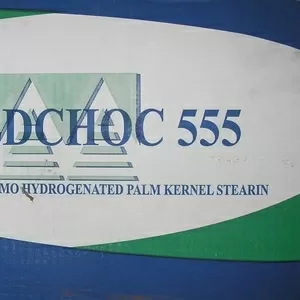 DCHOC 555
MO HYDROGENATED PALM KERNEL STEARIN